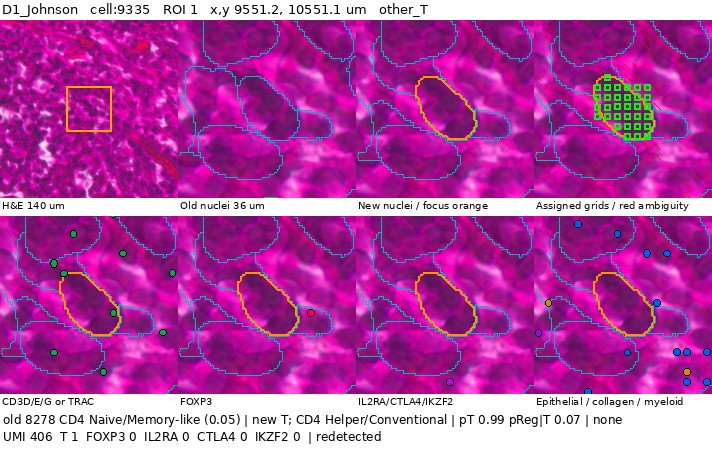 D1_Johnson   cell:9335   ROI 1   x,y 9551.2, 10551.1 um   other_T
H&E 140 um
Old nuclei 36 um
New nuclei / focus orange
Assigned grids / red ambiguity
CD3D/E/G or TRAC
FOXP3
IL2RA/CTLA4/IKZF2
Epithelial / collagen / myeloid
old 8278 CD4 Naive/Memory-like (0.05) | new T; CD4 Helper/Conventional | pT 0.99 pReg|T 0.07 | none
UMI 406  T 1  FOXP3 0  IL2RA 0  CTLA4 0  IKZF2 0  | redetected